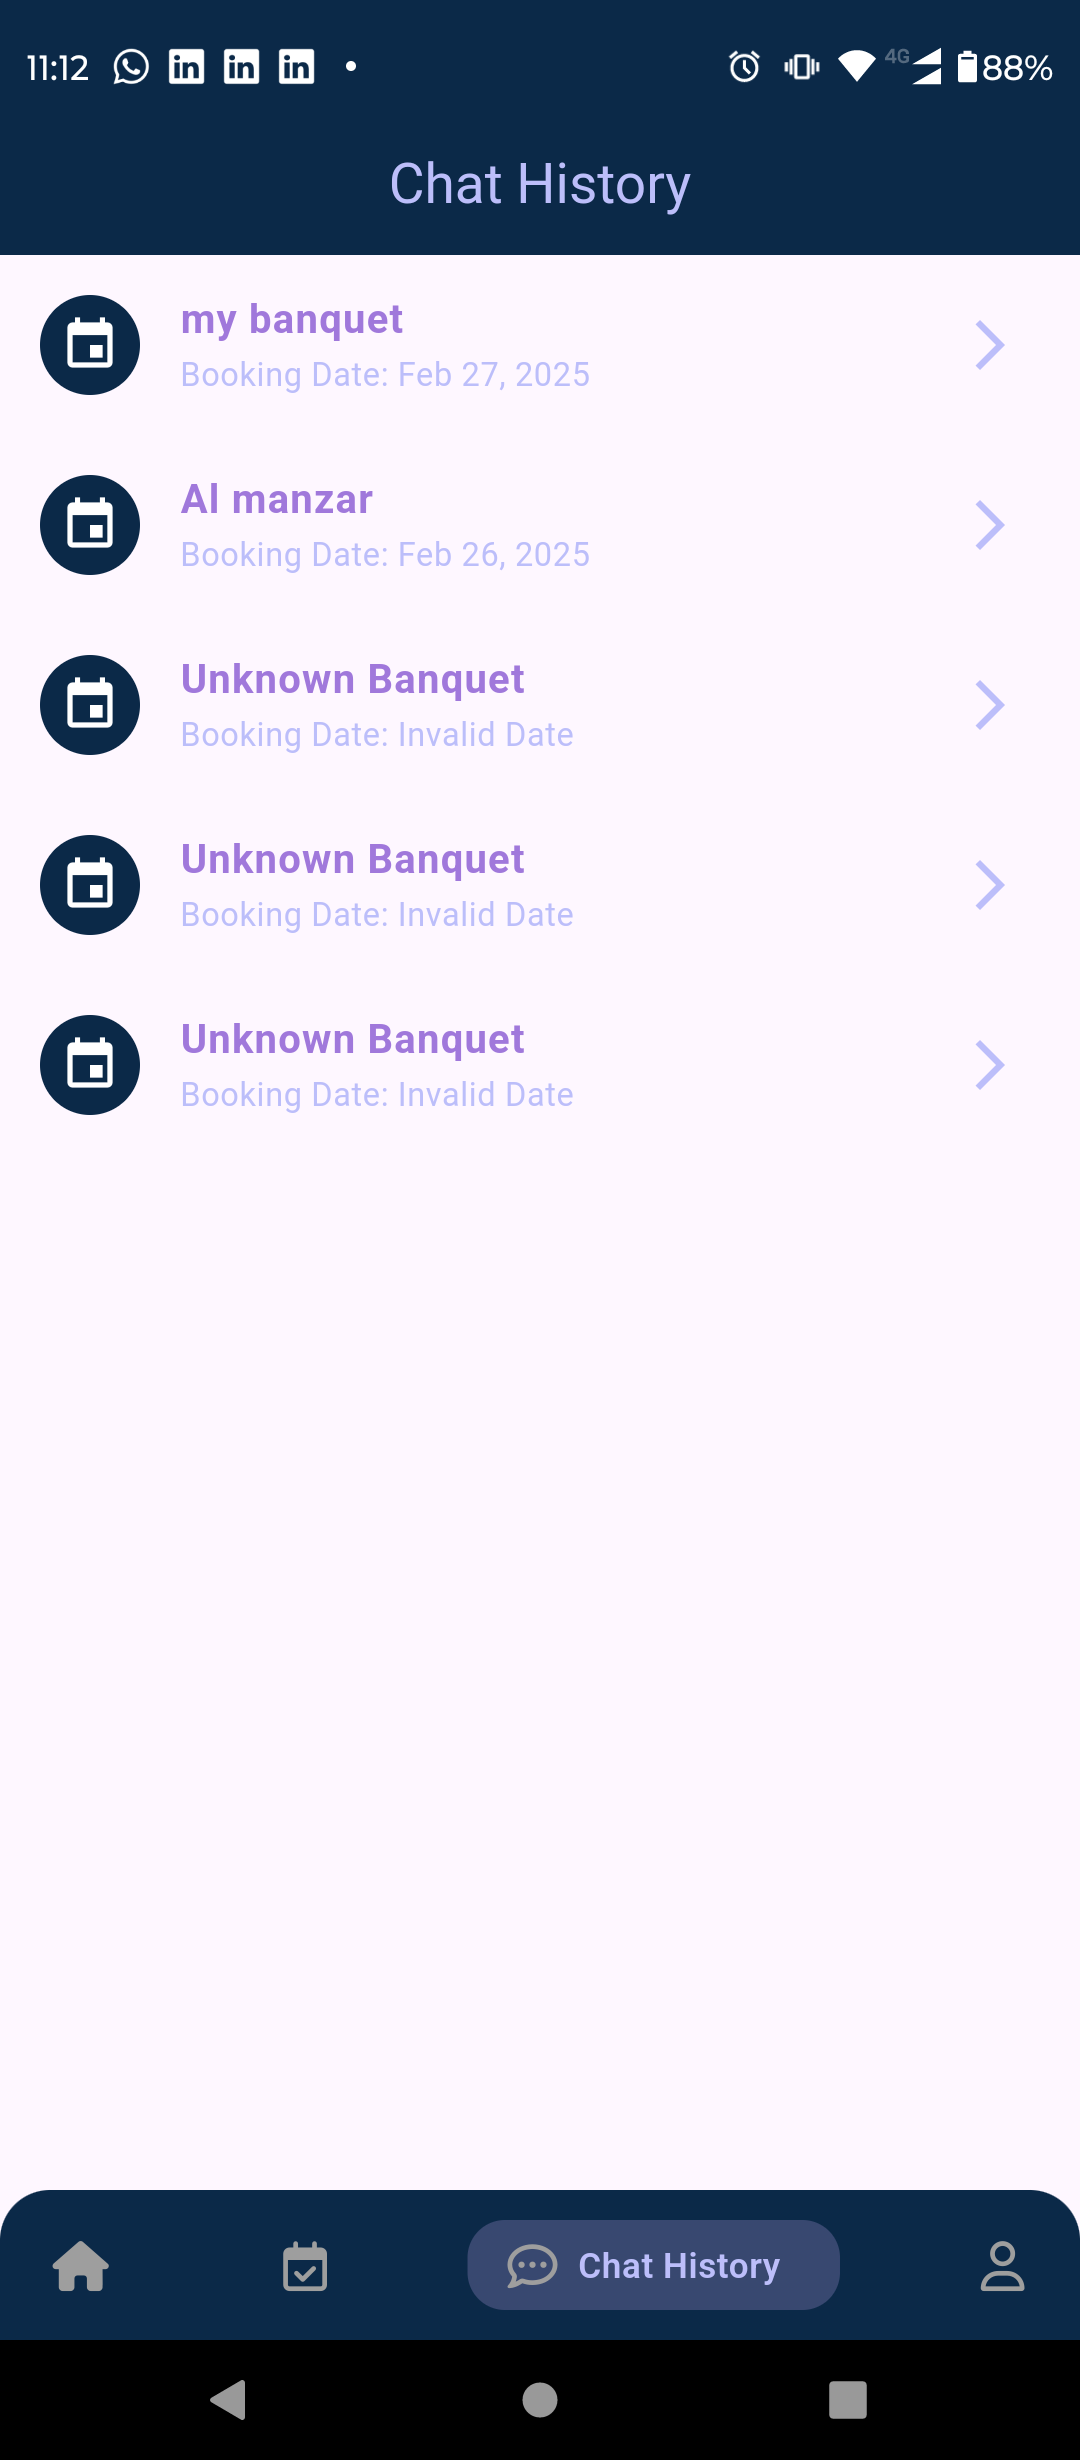 11:12
4G
88%
Chat History
my banquet
Booking Date: Feb 27, 2025
Al manzar
Booking Date: Feb 26, 2025
Unknown Banquet
Booking Date: Invalid Date
Unknown Banquet
Booking Date: Invalid Date
Unknown Banquet
Booking Date: Invalid Date
Chat History